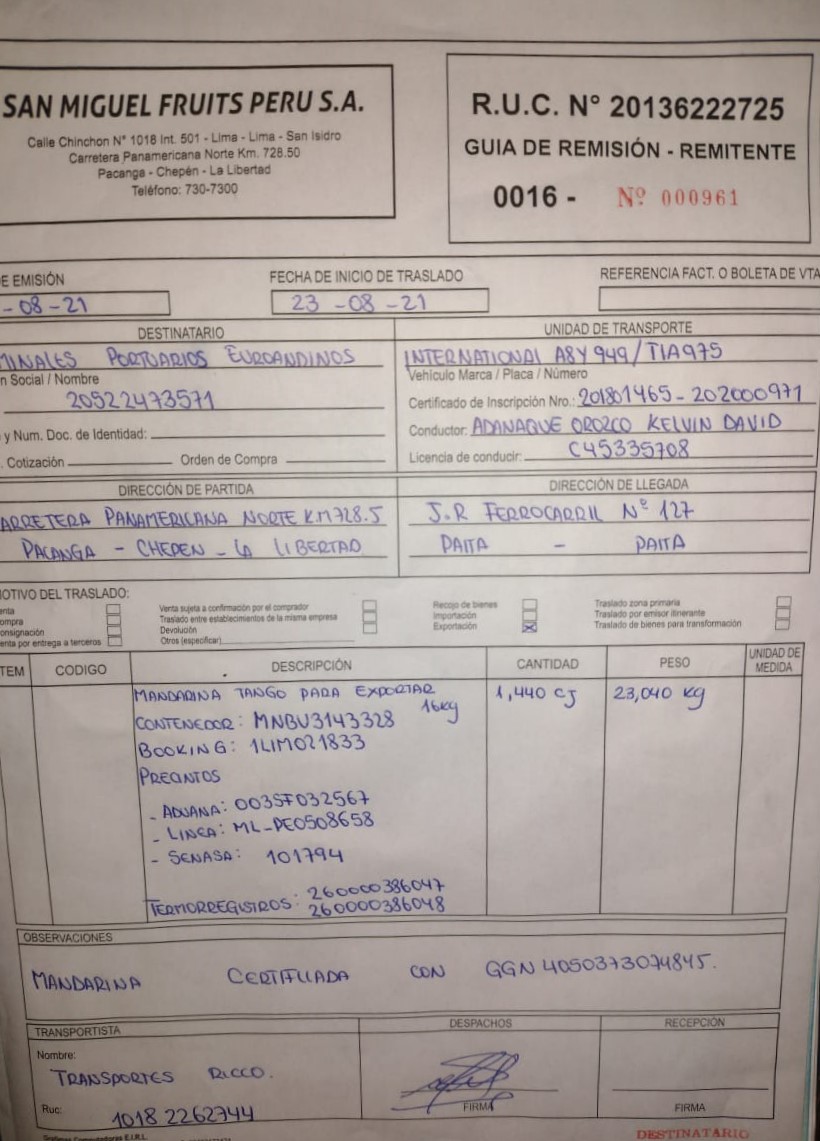 SAN MIGUEL FRUITS PERU S.A.
Calle Chinchon N° 1018 Int. 501 - Lima - Lima - San Isidro
Carretera Panamericana Norte Km. 728.50
Pacanga - Chepén - La Libertad
Teléfono: 730-7300
R.U.C. N° 20136222725
GUIA DE REMISIÓN - REMITENTE
0016 - Nº 000961
E EMISIÓN
-08-21
FECHA DE INICIO DE TRASLADO
23-08-21
REFERENCIA FACT. O BOLETA DE VTA
DESTINATARIO
MINALES PORTUARIOS EUROANDINOS
n Social / Nombre
20522473571
y Num. Doc. de Identidad:
. Cotización Orden de Compra
UNIDAD DE TRANSPORTE
INTERNATIONAL A8Y 949/TIA975
Vehículo Marca / Placa / Número
Certificado de Inscripción Nro.: 201801465-202000971
Conductor: ADANAQUE OROZCO KELVIN DAVID
Licencia de conducir: C45335708
DIRECCIÓN DE PARTIDA
ARRETERA PANAMERICANA NORTE KM728.5
PACANGA - CHEPEN - LA LIBERTAD
DIRECCIÓN DE LLEGADA
J.R FERROCARRIL Nº 127
PAITA - PAITA
OTIVO DEL TRASLADO:
enta
ompra
onsignación
enta por entrega a terceros
Venta sujeta a confirmación por el comprador
Traslado entre establecimientos de la misma empresa
Devolución
Otros (especificar)
Recojo de bienes
Importación
Exportación X
Traslado zona primaria
Traslado por emisor itinerante
Traslado de bienes para transformación
TEM CODIGO DESCRIPCIÓN CANTIDAD PESO UNIDAD DE MEDIDA
MANDARINA TANGO PARA EXPORTAR 1,440 CJ 23,040 Kg
16kg
CONTENEDOR: MNBU3143328
BOOKING: 1LIM021833
PRECINTOS
- ADUANA: 003SF032567
- LINEA: ML-PE0508658
- SENASA: 101794
TERMORREGISTROS: 260000386047
260000386048
OBSERVACIONES
MANDARINA CERTIFICADA CON GGN 4050373074845.
TRANSPORTISTA
Nombre:
TRANSPORTES RICCO.
Ruc: 1018 2262744
DESPACHOS
FIRMA
RECEPCIÓN
FIRMA
DESTINATARIO